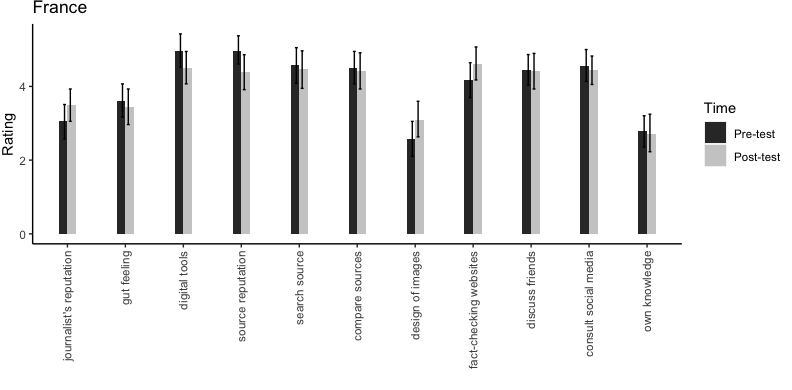 France
Rating
4
2
0
journalist's reputation
gut feeling
digital tools
source reputation
search source
compare sources
design of images
fact-checking websites
discuss friends
consult social media
own knowledge
Time
Pre-test
Post-test